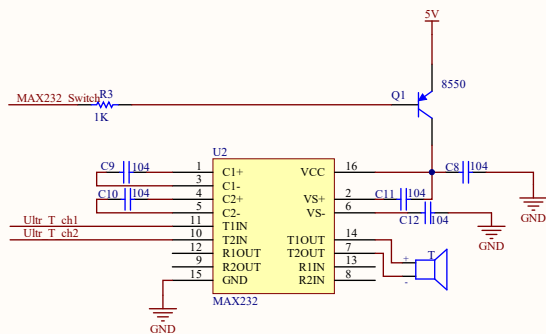 5V
8550
Q1
MAX232_Switch R3
1K
U2
C9 104 1 C1+ VCC 16 C8 104
3 C1-
C10 104 4 C2+ VS+ 2 C11 104
5 C2- VS- 6 C12 104
GND
Ultr_T_ch1 11 T1IN T1OUT 14
Ultr_T_ch2 10 T2IN T2OUT 7 + T
12 R1OUT R1IN 13 -
9 R2OUT R2IN 8
15 GND
GND
MAX232
GND